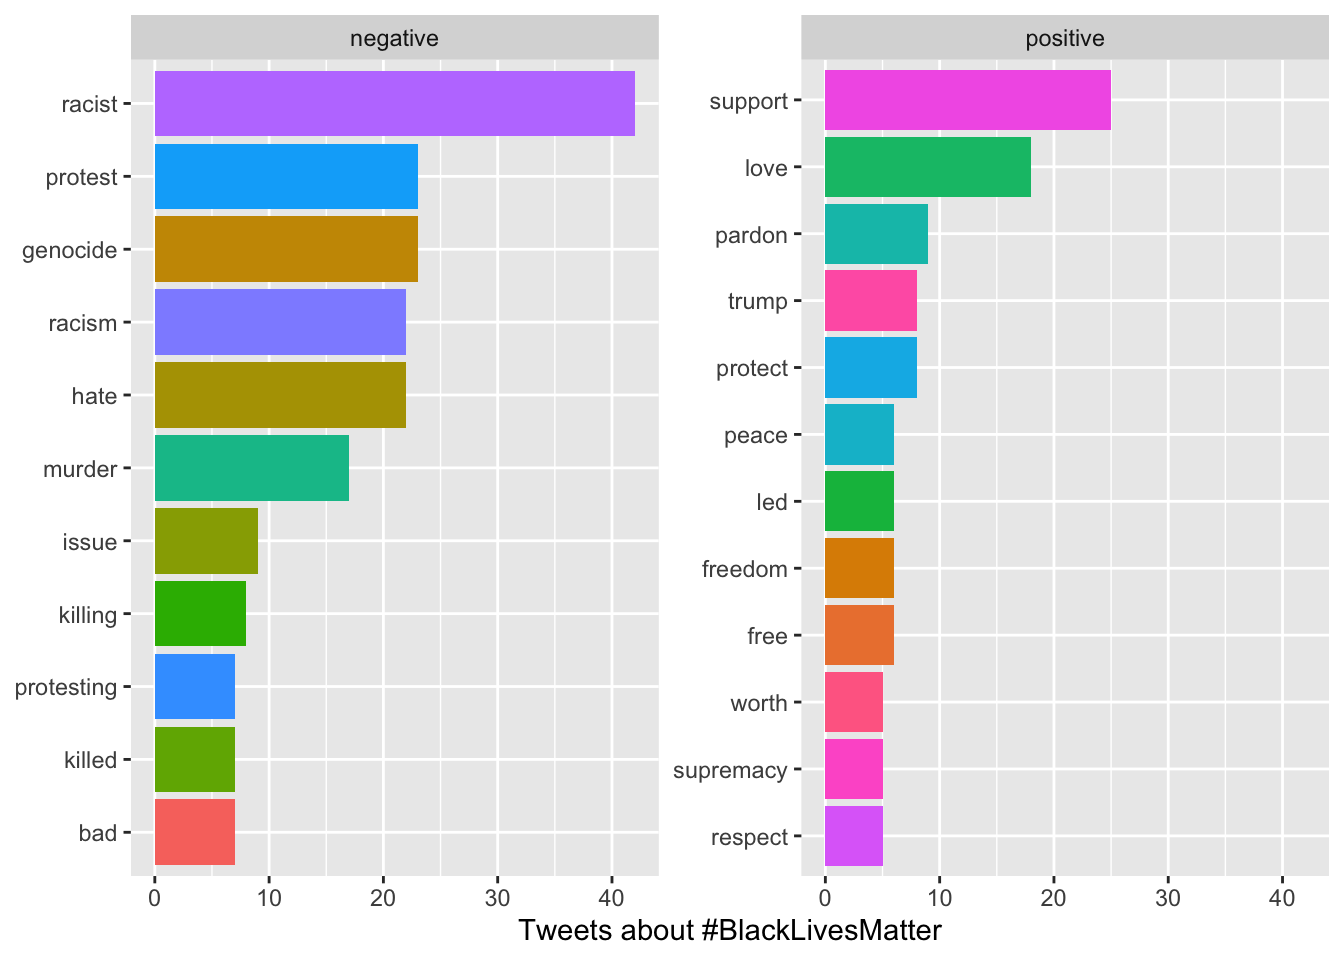 negative
racist
protest
genocide
racism
hate
murder
issue
killing
protesting
killed
bad
0 10 20 30 40
positive
support
love
pardon
trump
protect
peace
led
freedom
free
worth
supremacy
respect
0 10 20 30 40
Tweets about #BlackLivesMatter